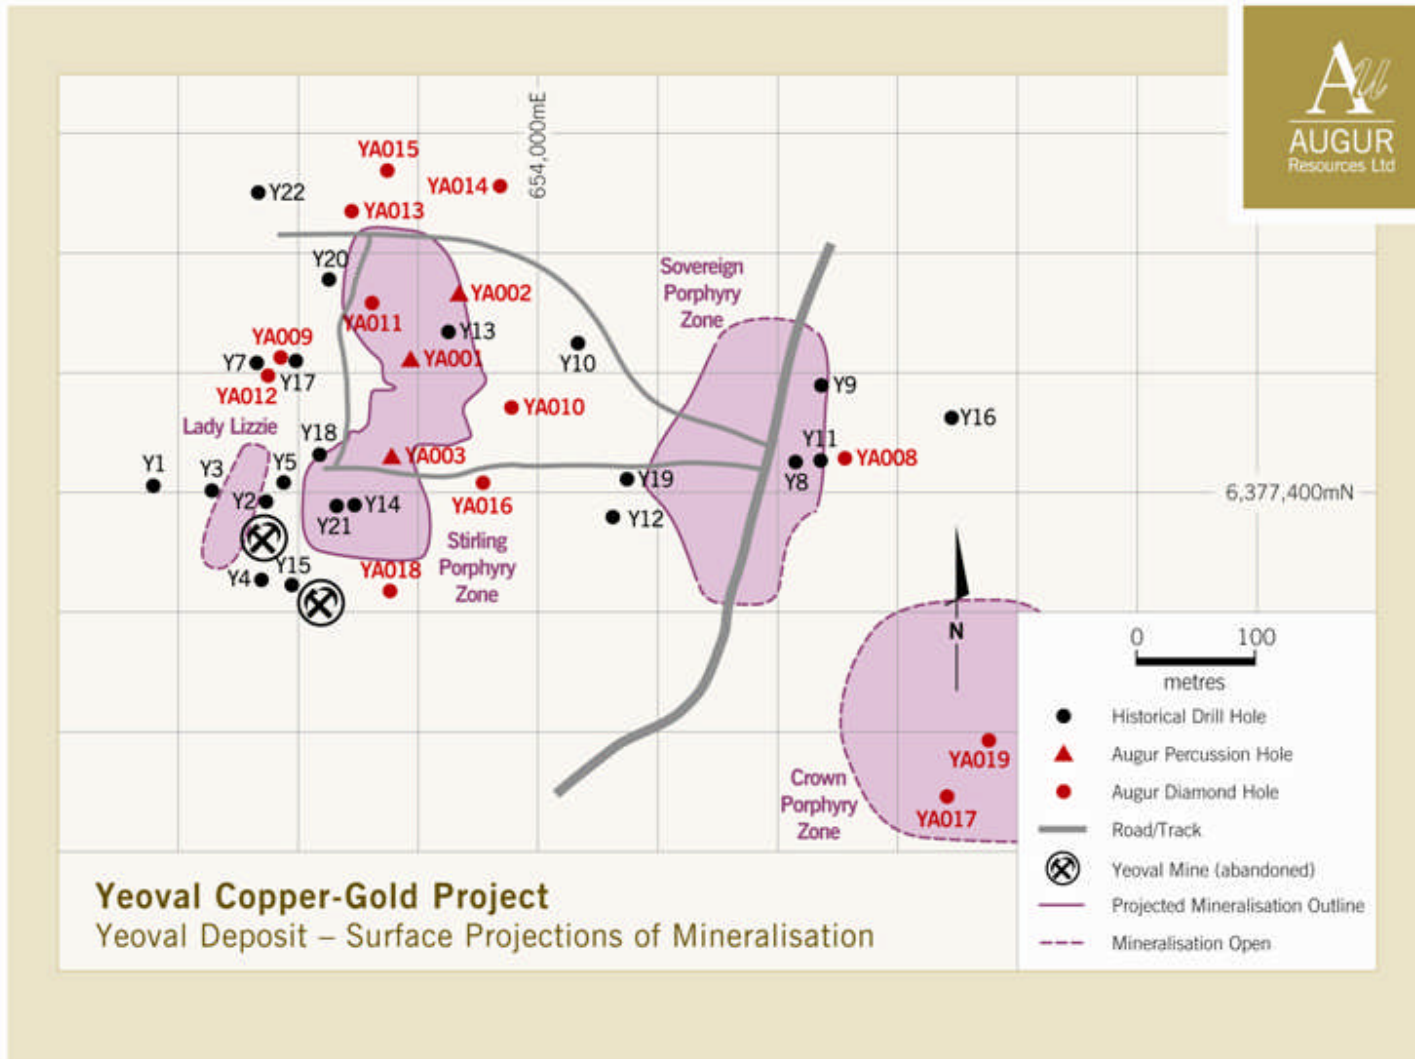 Au
AUGUR
Resources Ltd
654,000mE
YA015
YA014
Y22
YA013
Y20
Sovereign
Porphyry
Zone
YA002
YA011
Y13
YA009
Y7
YA001
Y10
Y17
YA012
Y9
YA010
Y16
Lady Lizzie
Y18
Y11
YA003
YA008
Y1
Y3
Y5
Y8
Y19
6,377,400mN
Y2
Y14
Y21
YA016
Y12
Stirling
Porphyry
Zone
Y15
YA018
Y4
N
0 100
metres
Historical Drill Hole
YA019
Augur Percussion Hole
Crown
Porphyry
Zone
YA017
Augur Diamond Hole
Road/Track
Yeoval Mine (abandoned)
Projected Mineralisation Outline
Mineralisation Open
Yeoval Copper-Gold Project
Yeoval Deposit – Surface Projections of Mineralisation